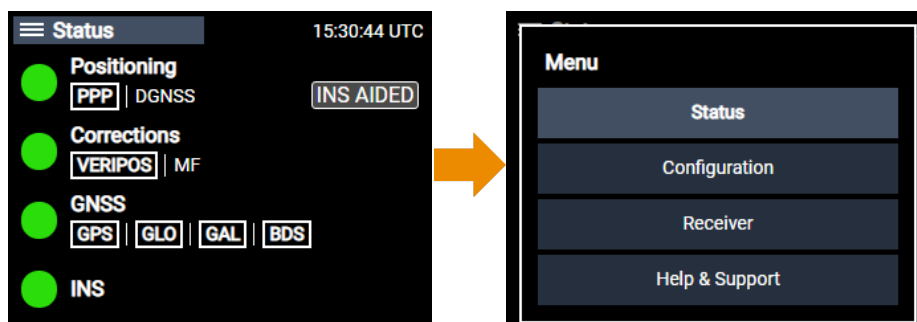 Status 15:30:44 UTC
Positioning
PPP | DGNSS INS AIDED
Corrections
VERIPOS | MF
GNSS
GPS | GLO | GAL | BDS
INS
Menu
Status
Configuration
Receiver
Help & Support